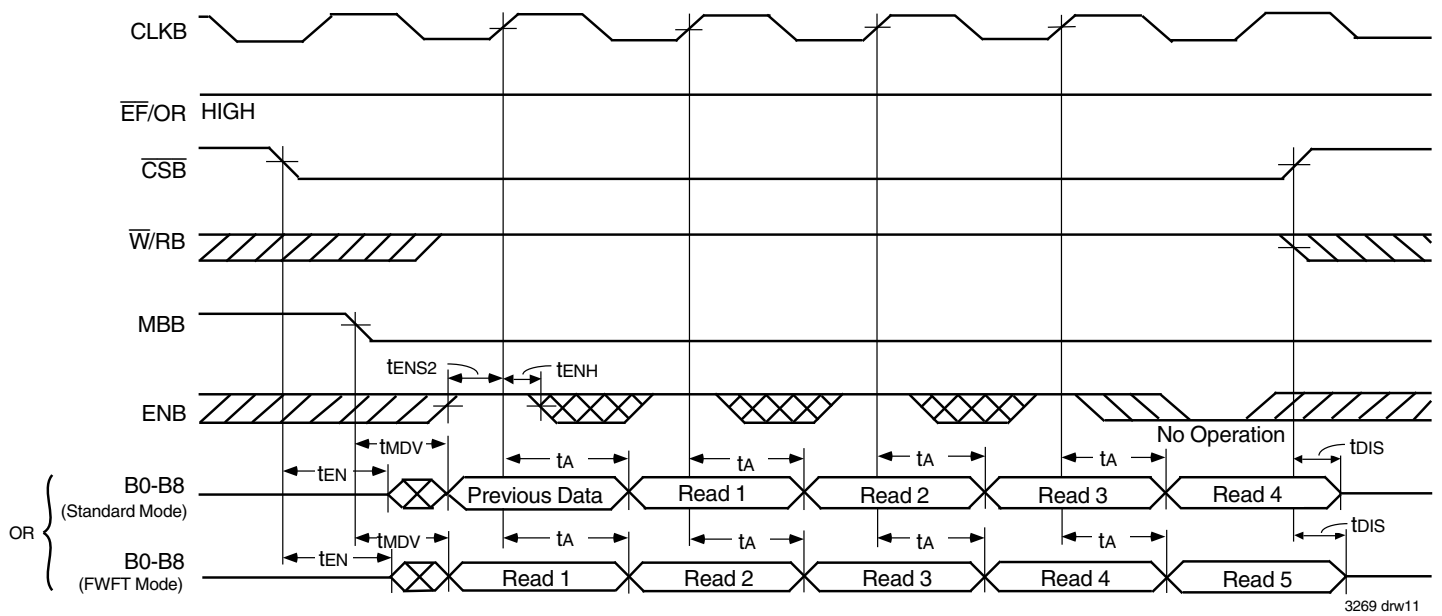 CLKB
EF/OR HIGH
CSB
W/RB
MBB
tENS2 tENH
ENB
No Operation
tMDV
tEN tA tA tA tA tDIS
B0-B8
(Standard Mode)
Previous Data Read 1 Read 2 Read 3 Read 4
OR
tMDV
tEN tA tA tA tA tDIS
B0-B8
(FWFT Mode)
Read 1 Read 2 Read 3 Read 4 Read 5
3269 drw11